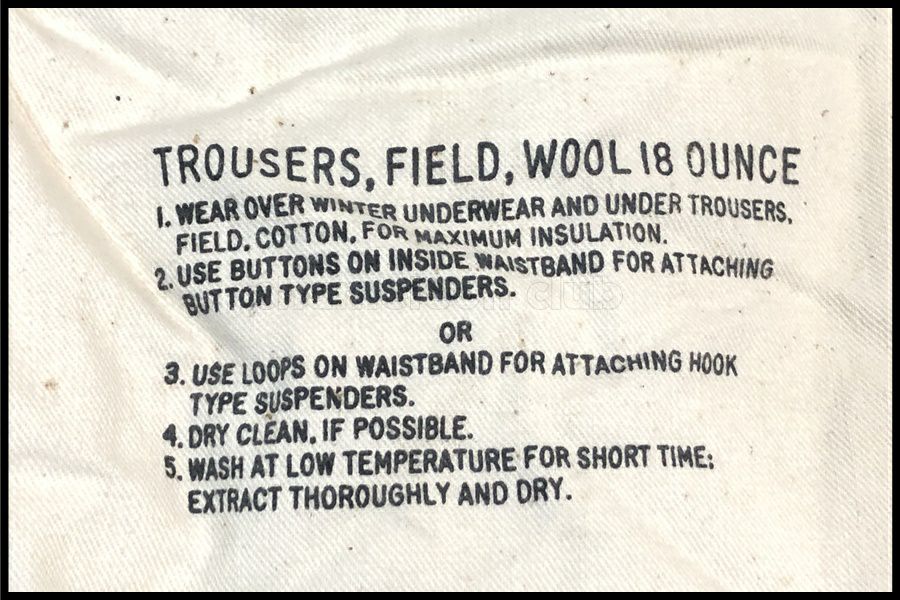 TROUSERS, FIELD, WOOL 18 OUNCE
1. WEAR OVER WINTER UNDERWEAR AND UNDER TROUSERS,
FIELD, COTTON, FOR MAXIMUM INSULATION.
2. USE BUTTONS ON INSIDE WAISTBAND FOR ATTACHING
BUTTON TYPE SUSPENDERS.
OR
3. USE LOOPS ON WAISTBAND FOR ATTACHING HOOK
TYPE SUSPENDERS.
4. DRY CLEAN, IF POSSIBLE.
5. WASH AT LOW TEMPERATURE FOR SHORT TIME;
EXTRACT THOROUGHLY AND DRY.
club